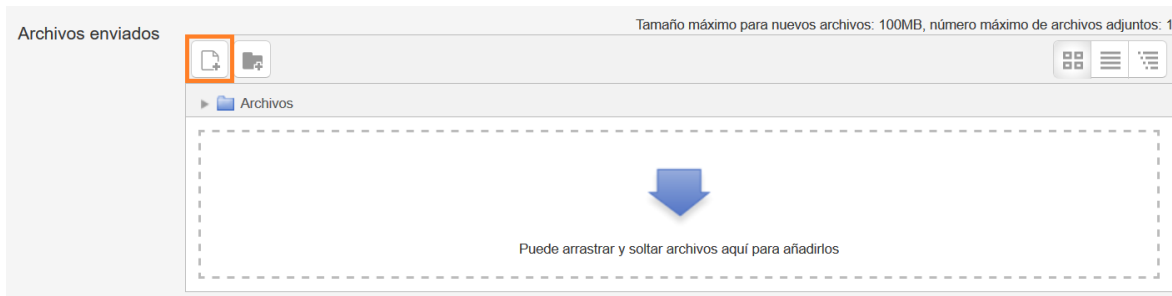 Tamaño máximo para nuevos archivos: 100MB, número máximo de archivos adjuntos: 1
Archivos enviados
Archivos
Puede arrastrar y soltar archivos aquí para añadirlos